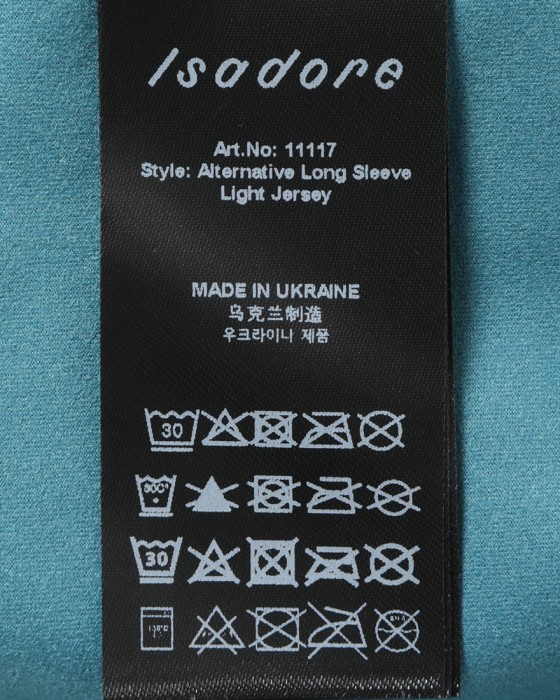 Isadore
Art.No: 11117
Style: Alternative Long Sleeve
Light Jersey
MADE IN UKRAINE
乌克兰制造
우크라이나 제품
30
30C°
30